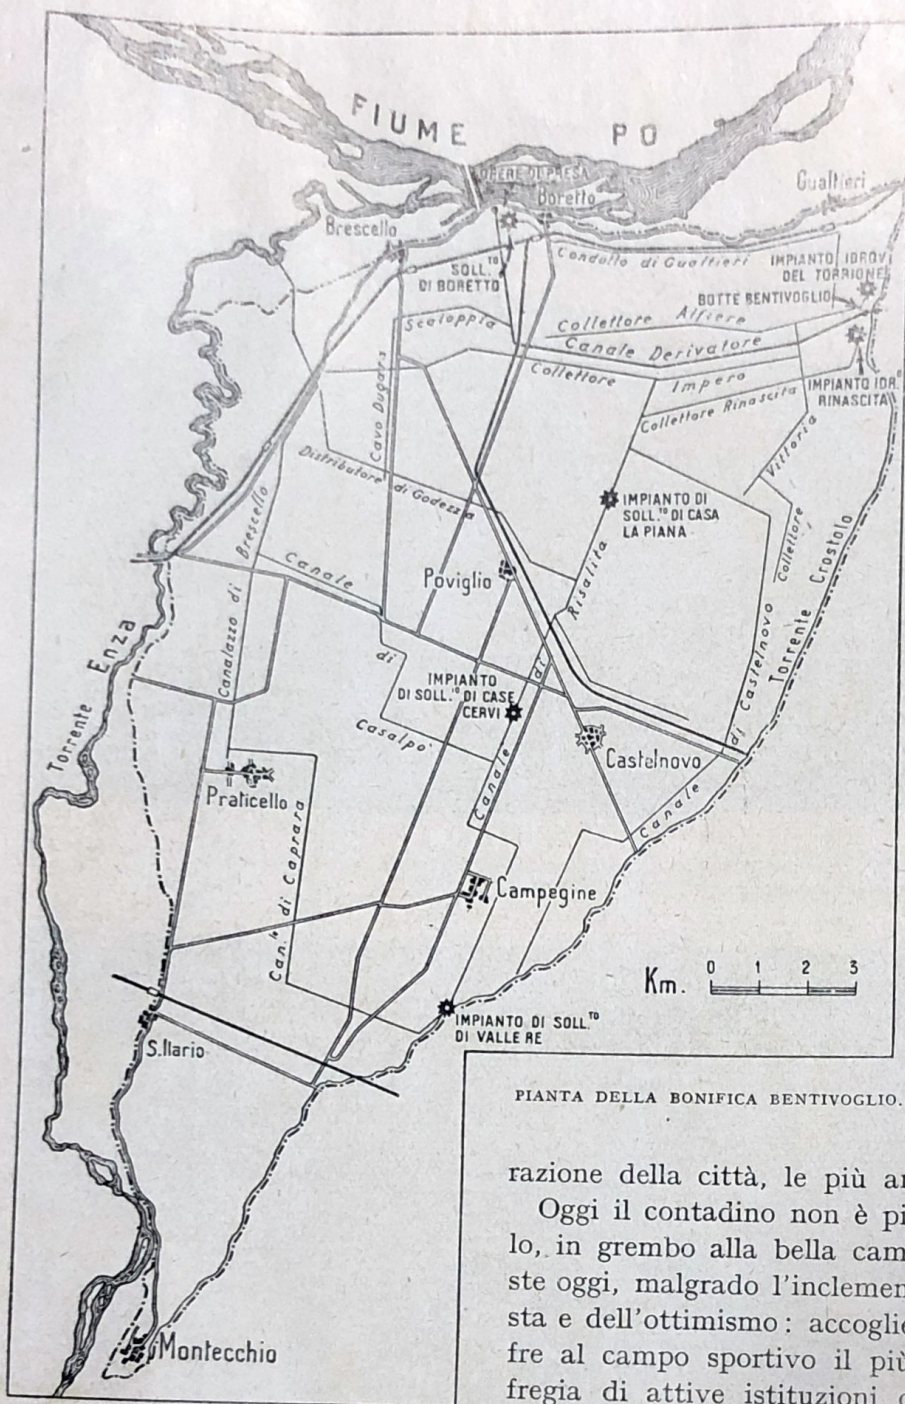 FIUME PO
OPERE DI PRESA
Boretto
Gualtieri
Brescello
SOLL.TO
DI BORETTO
Condotto di Gualtieri
IMPIANTO IDROV.
DEL TORRIONE
BOTTE BENTIVOGLIO
Scaloppia
Collettore Alfiere
Canale Derivatore
Collettore Impero
IMPIANTO IDR.O
RINASCITA
Collettore Rinascita
Cavo Dugara
Vittoria
Distributore di Godezza
IMPIANTO DI
SOLL.TO DI CASA
LA PIANA
Canalazzo di Brescello
Collettore
Canale
Poviglio
Risalita
Torrente Crostolo
Torrente Enza
di
IMPIANTO
DI SOLL.TO DI CASE
CERVI
di
Casalpò
Canale
Castelnovo
Canale di Castelnovo
Praticello
Can.le di Caprara
Campegine
Km. 0 1 2 3
IMPIANTO DI SOLL.TO
DI VALLE RE
S. Ilario
Montecchio
PIANTA DELLA BONIFICA BENTIVOGLIO.
razione della città, le più
Oggi il contadino non è
lo, in grembo alla bella
ste oggi, malgrado
sta e dell'ottimismo:
fre al campo sportivo il più
fregia di attive istituzioni